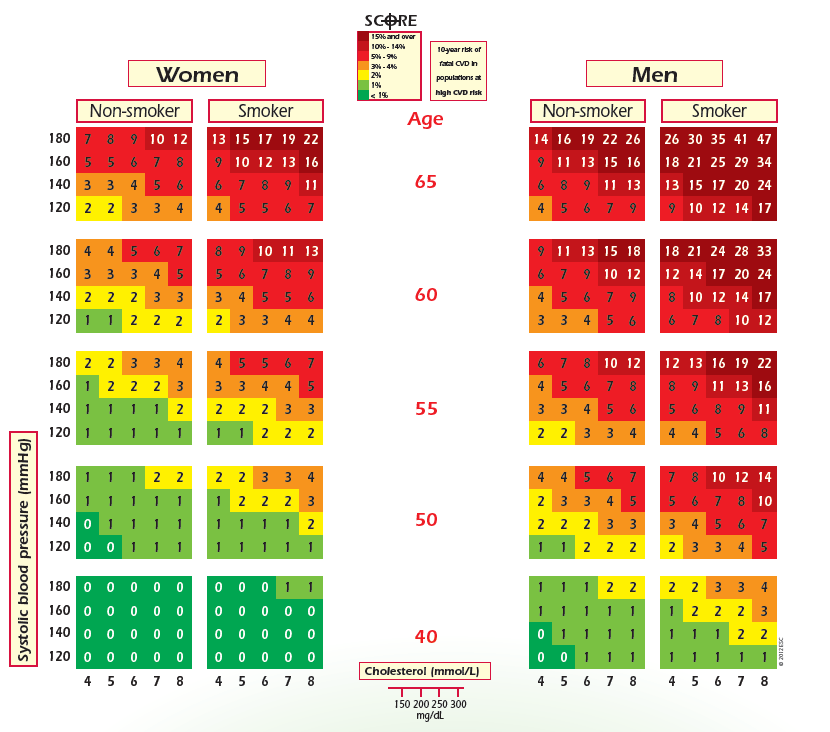 SCORE
15% and over
10% - 14%
5% - 9%
3% - 4%
2%
1%
< 1%
10-year risk of
fatal CVD in
populations at
high CVD risk
Women
Men
Non-smoker Smoker Age Non-smoker Smoker
180 7 8 9 10 12 13 15 17 19 22 14 16 19 22 26 26 30 35 41 47
160 5 5 6 7 8 9 10 12 13 16 9 11 13 15 16 18 21 25 29 34
65
140 3 3 4 5 6 6 7 8 9 11 6 8 9 11 13 13 15 17 20 24
120 2 2 3 3 4 4 5 5 6 7 4 5 6 7 9 9 10 12 14 17
180 4 4 5 6 7 8 9 10 11 13 9 11 13 15 18 18 21 24 28 33
160 3 3 3 4 5 5 6 7 8 9 6 7 9 10 12 12 14 17 20 24
60
140 2 2 2 3 3 3 4 5 5 6 4 5 6 7 9 8 10 12 14 17
120 1 1 2 2 2 2 3 3 4 4 3 3 4 5 6 6 7 8 10 12
180 2 2 3 3 4 4 5 5 6 7 6 7 8 10 12 12 13 16 19 22
160 1 2 2 2 3 3 3 4 4 5 4 5 6 7 8 8 9 11 13 16
55
140 1 1 1 1 2 2 2 2 3 3 3 3 4 5 6 5 6 8 9 11
120 1 1 1 1 1 1 1 2 2 2 2 2 3 3 4 4 4 5 6 8
180 1 1 1 2 2 2 2 3 3 4 4 4 5 6 7 7 8 10 12 14
160 1 1 1 1 1 1 2 2 2 3 2 3 3 4 5 5 6 7 8 10
50
140 0 1 1 1 1 1 1 1 1 2 2 2 2 3 3 3 4 5 6 7
120 0 0 1 1 1 1 1 1 1 1 1 1 2 2 2 2 3 3 4 5
180 0 0 0 0 0 0 0 0 1 1 1 1 1 2 2 2 2 3 3 4
160 0 0 0 0 0 0 0 0 0 0 1 1 1 1 1 1 2 2 2 3
40
140 0 0 0 0 0 0 0 0 0 0 0 1 1 1 1 1 1 1 2 2
120 0 0 0 0 0 0 0 0 0 0 0 0 1 1 1 1 1 1 1 1
4 5 6 7 8 4 5 6 7 8 4 5 6 7 8 4 5 6 7 8
Systolic blood pressure (mmHg)
Cholesterol (mmol/L)
150 200 250 300
mg/dL
© 2012 ESC